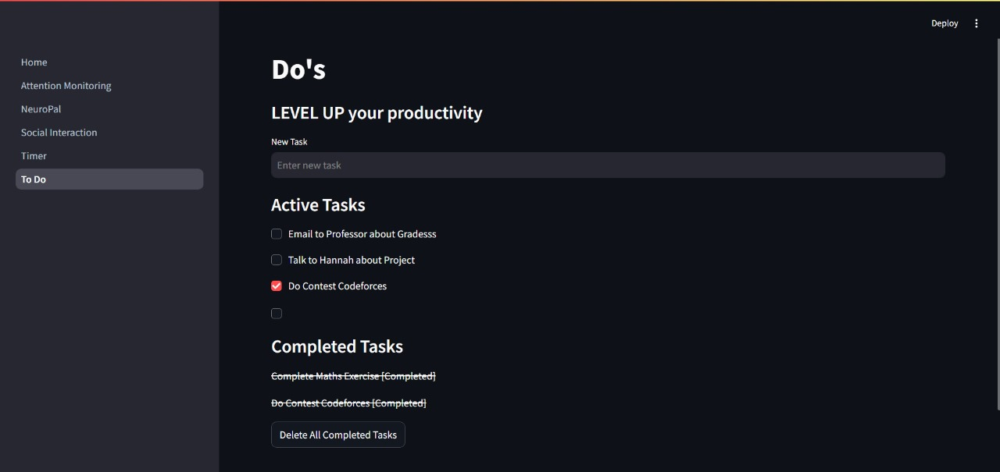 Deploy
Home
Attention Monitoring
NeuroPal
Social Interaction
Timer
To Do
Do's
LEVEL UP your productivity
New Task
Enter new task
Active Tasks
Email to Professor about Gradesss
Talk to Hannah about Project
Do Contest Codeforces
Completed Tasks
Complete Maths Exercise [Completed]
Do Contest Codeforces [Completed]
Delete All Completed Tasks